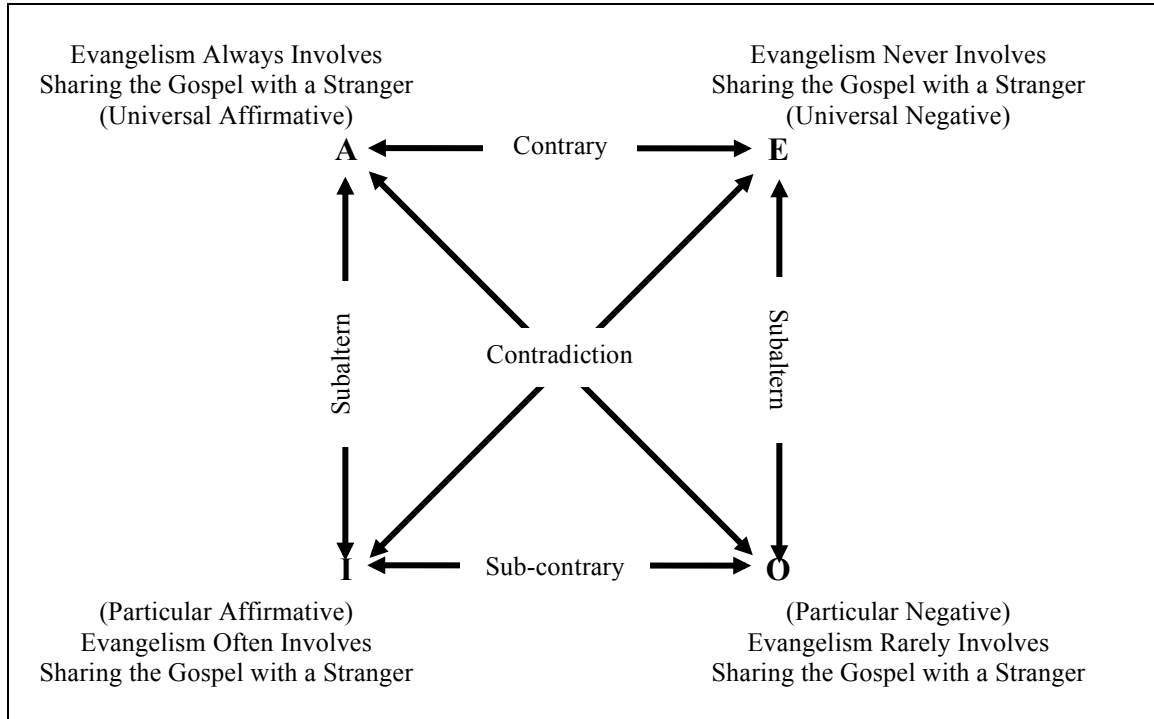 Evangelism Always Involves
Sharing the Gospel with a Stranger
(Universal Affirmative)
Evangelism Never Involves
Sharing the Gospel with a Stranger
(Universal Negative)
A
Contrary
E
Subaltern
Contradiction
Subaltern
I
Sub-contrary
O
(Particular Affirmative)
Evangelism Often Involves
Sharing the Gospel with a Stranger
(Particular Negative)
Evangelism Rarely Involves
Sharing the Gospel with a Stranger